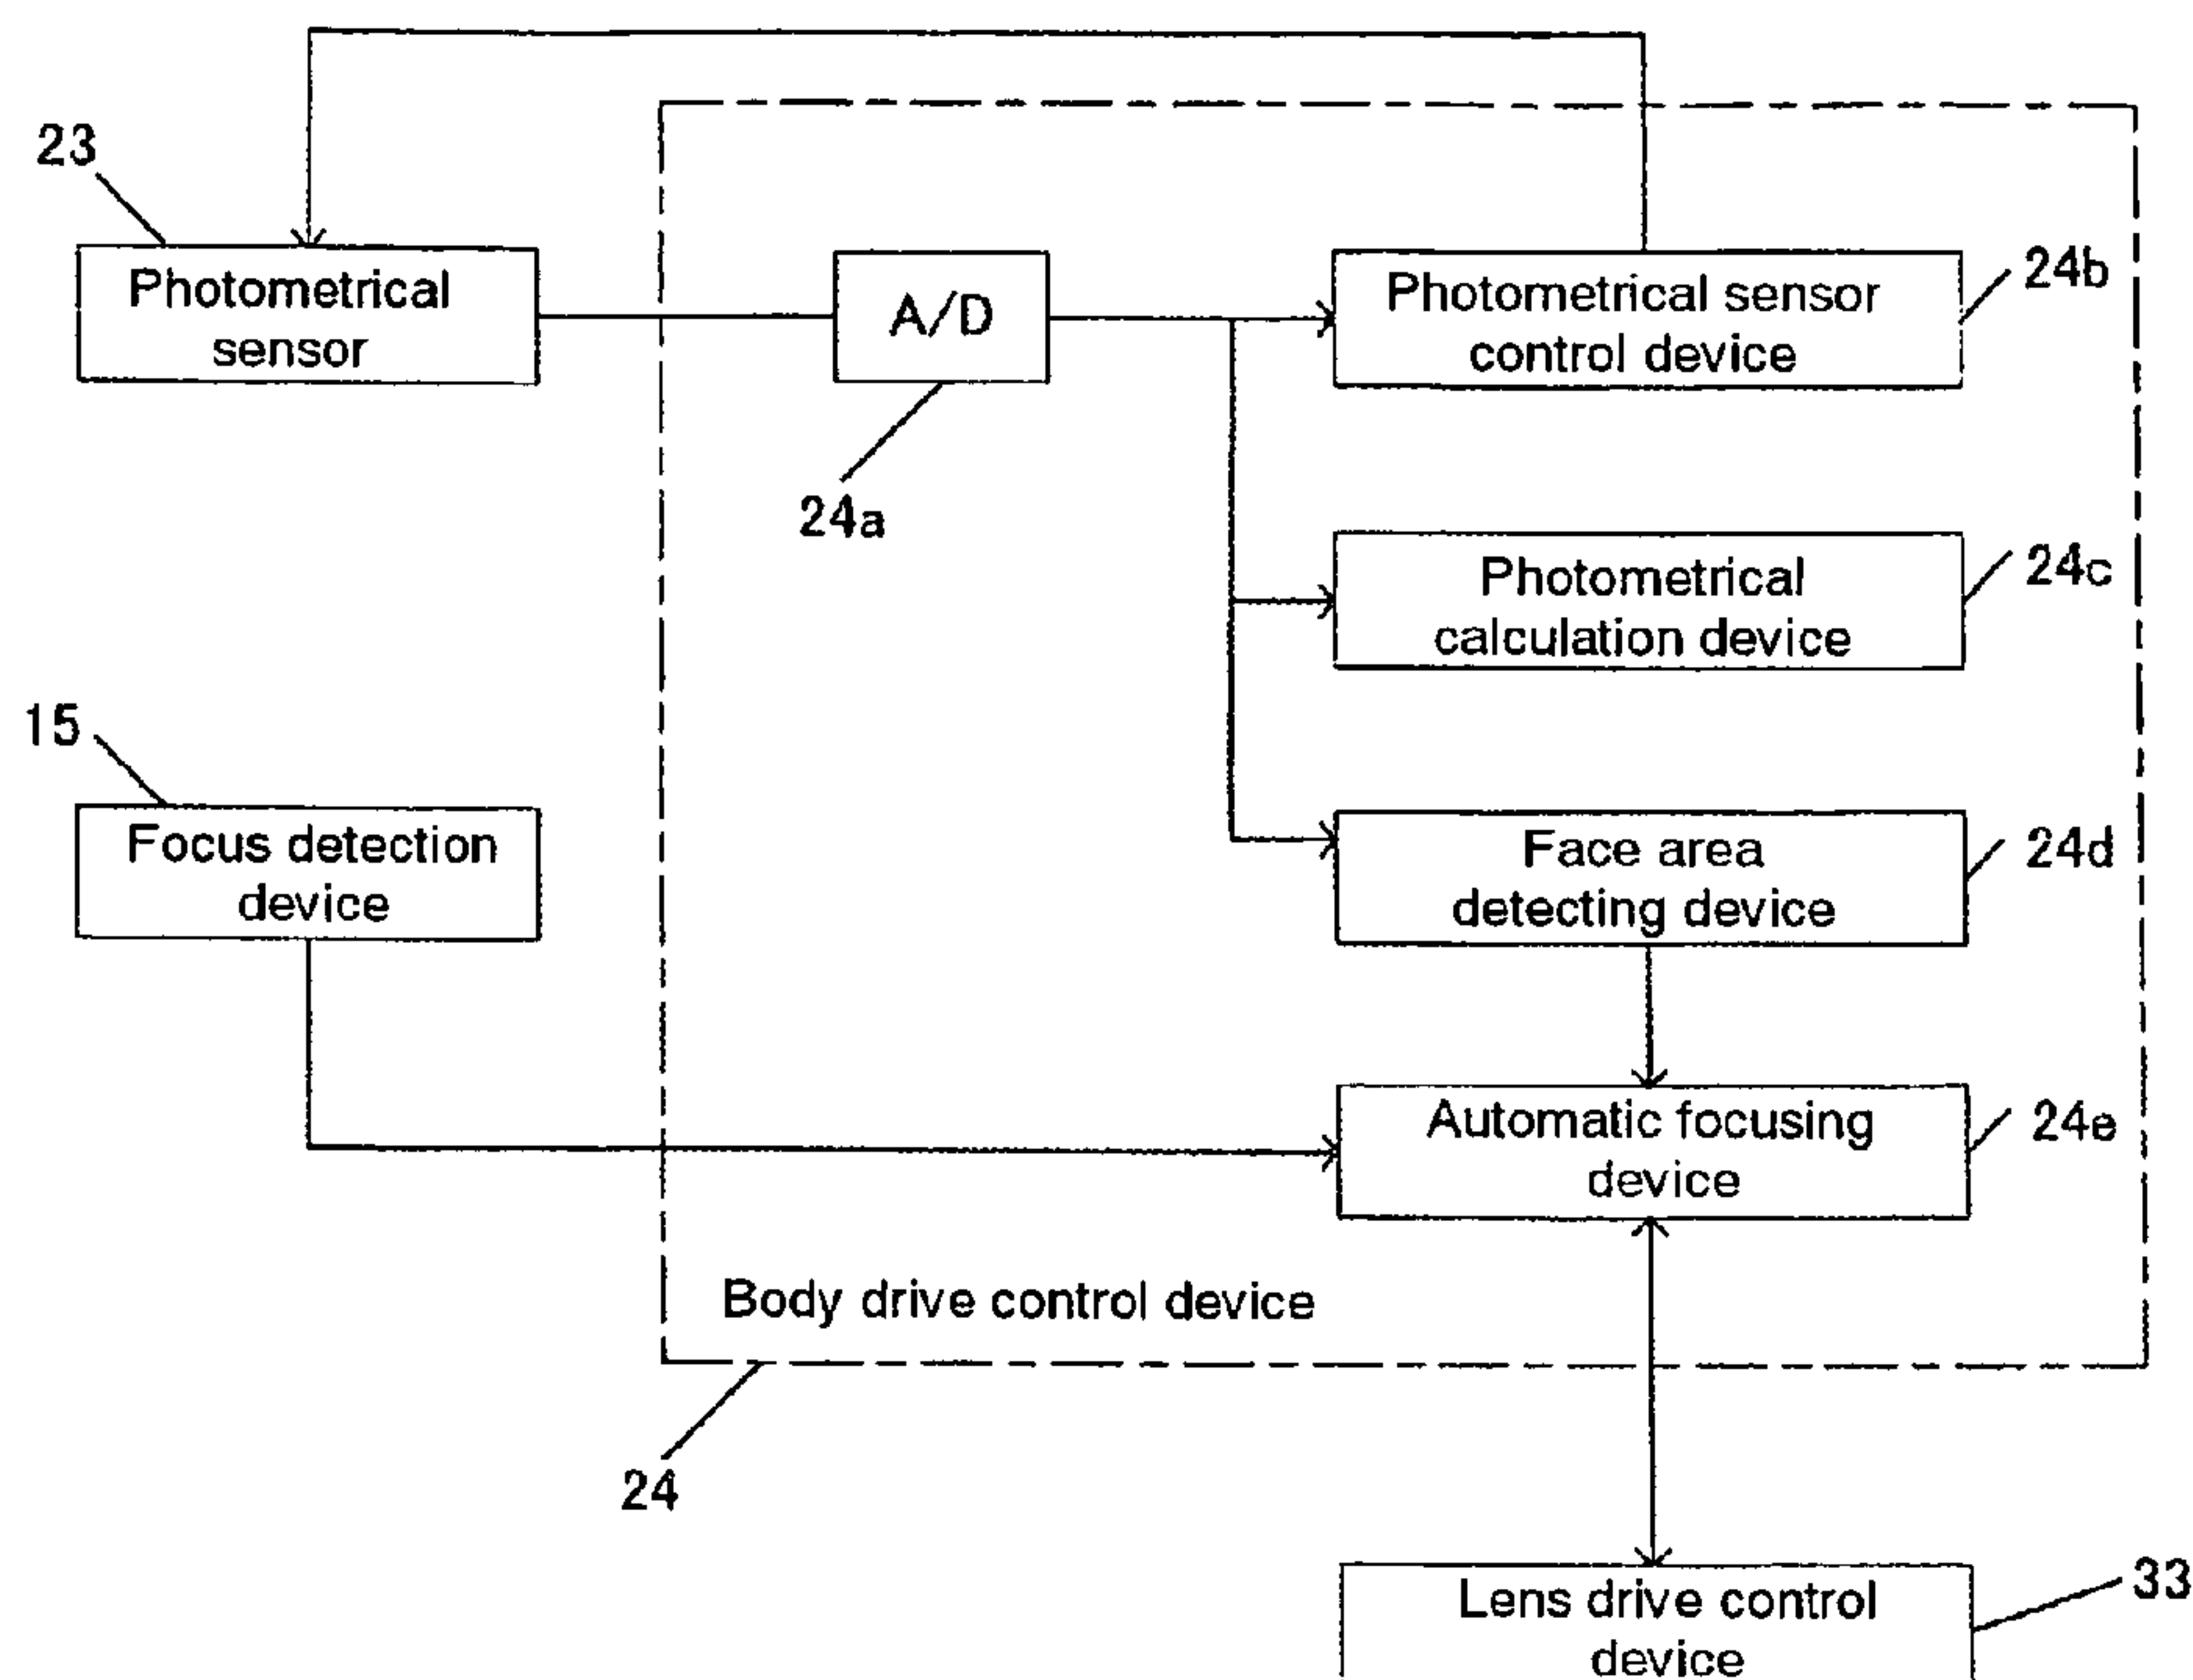 23
Photometrical
sensor
A/D
24a
Photometrical sensor
control device
24b
Photometrical
calculation device
24c
15
Focus detection
device
Face area
detecting device
24d
Automatic focusing
device
24e
Body drive control device
24
Lens drive control
device
33